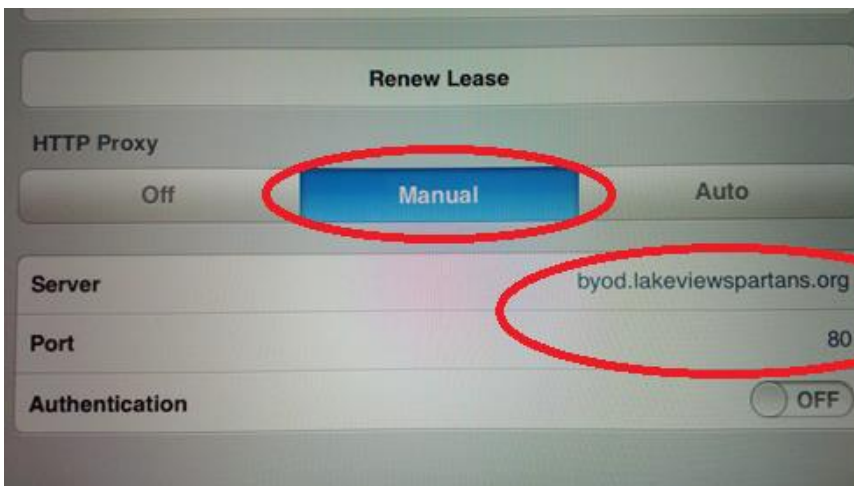 Renew Lease
HTTP Proxy
Off Manual Auto
Server byod.lakeviewspartans.org
Port 80
Authentication OFF